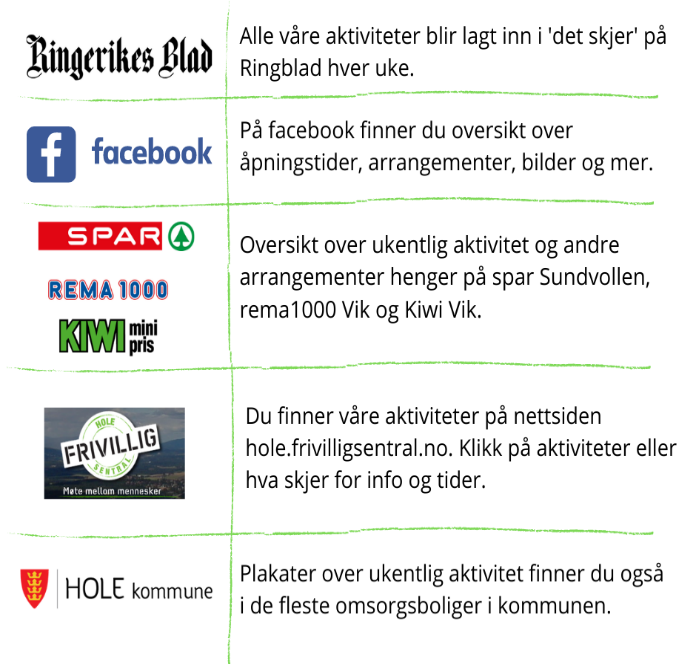 Ringerikes Blad
Alle våre aktiviteter blir lagt inn i 'det skjer' på
Ringblad hver uke.
f facebook
På facebook finner du oversikt over
åpningstider, arrangementer, bilder og mer.
SPAR
REMA 1000
KIWI mini
pris
Oversikt over ukentlig aktivitet og andre
arrangementer henger på spar Sundvollen,
rema1000 Vik og Kiwi Vik.
HOLE
FRIVILLIG
SENTRAL
Møte mellom mennesker
Du finner våre aktiviteter på nettsiden
hole.frivilligsentral.no. Klikk på aktiviteter eller
hva skjer for info og tider.
HOLE kommune
Plakater over ukentlig aktivitet finner du også
i de fleste omsorgsboliger i kommunen.